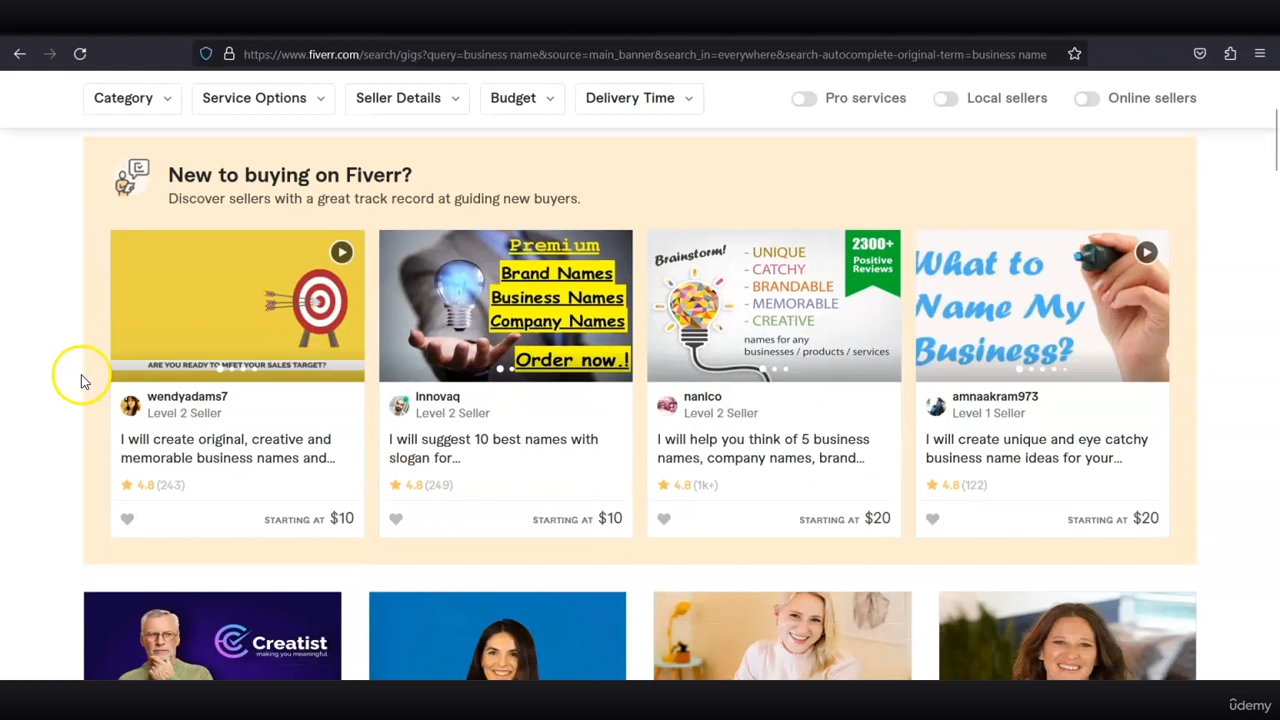 https://www.fiverr.com/search/gigs?query=business name&source=main_banner&search_in=everywhere&search-autocomplete-original-term=business name
Category
Service Options
Seller Details
Budget
Delivery Time
Pro services
Local sellers
Online sellers
New to buying on Fiverr?
Discover sellers with a great track record at guiding new buyers.
ARE YOU READY TO MEET YOUR SALES TARGET?
wendyadams7
Level 2 Seller
I will create original, creative and
memorable business names and...
4.8 (243)
STARTING AT $10
Premium
Brand Names
Business Names
Company Names
Order now.!
innovaq
Level 2 Seller
I will suggest 10 best names with
slogan for...
4.8 (249)
STARTING AT $10
Brainstorm!
- UNIQUE
- CATCHY
- BRANDABLE
- MEMORABLE
- CREATIVE
names for any
businesses / products / services
2300+
Positive
Reviews
nanico
Level 2 Seller
I will help you think of 5 business
names, company names, brand...
4.8 (1k+)
STARTING AT $20
What to
Name My
Business?
amnaakram973
Level 1 Seller
I will create unique and eye catchy
business name ideas for your...
4.8 (122)
STARTING AT $20
Creatist
making you meaningful
udemy